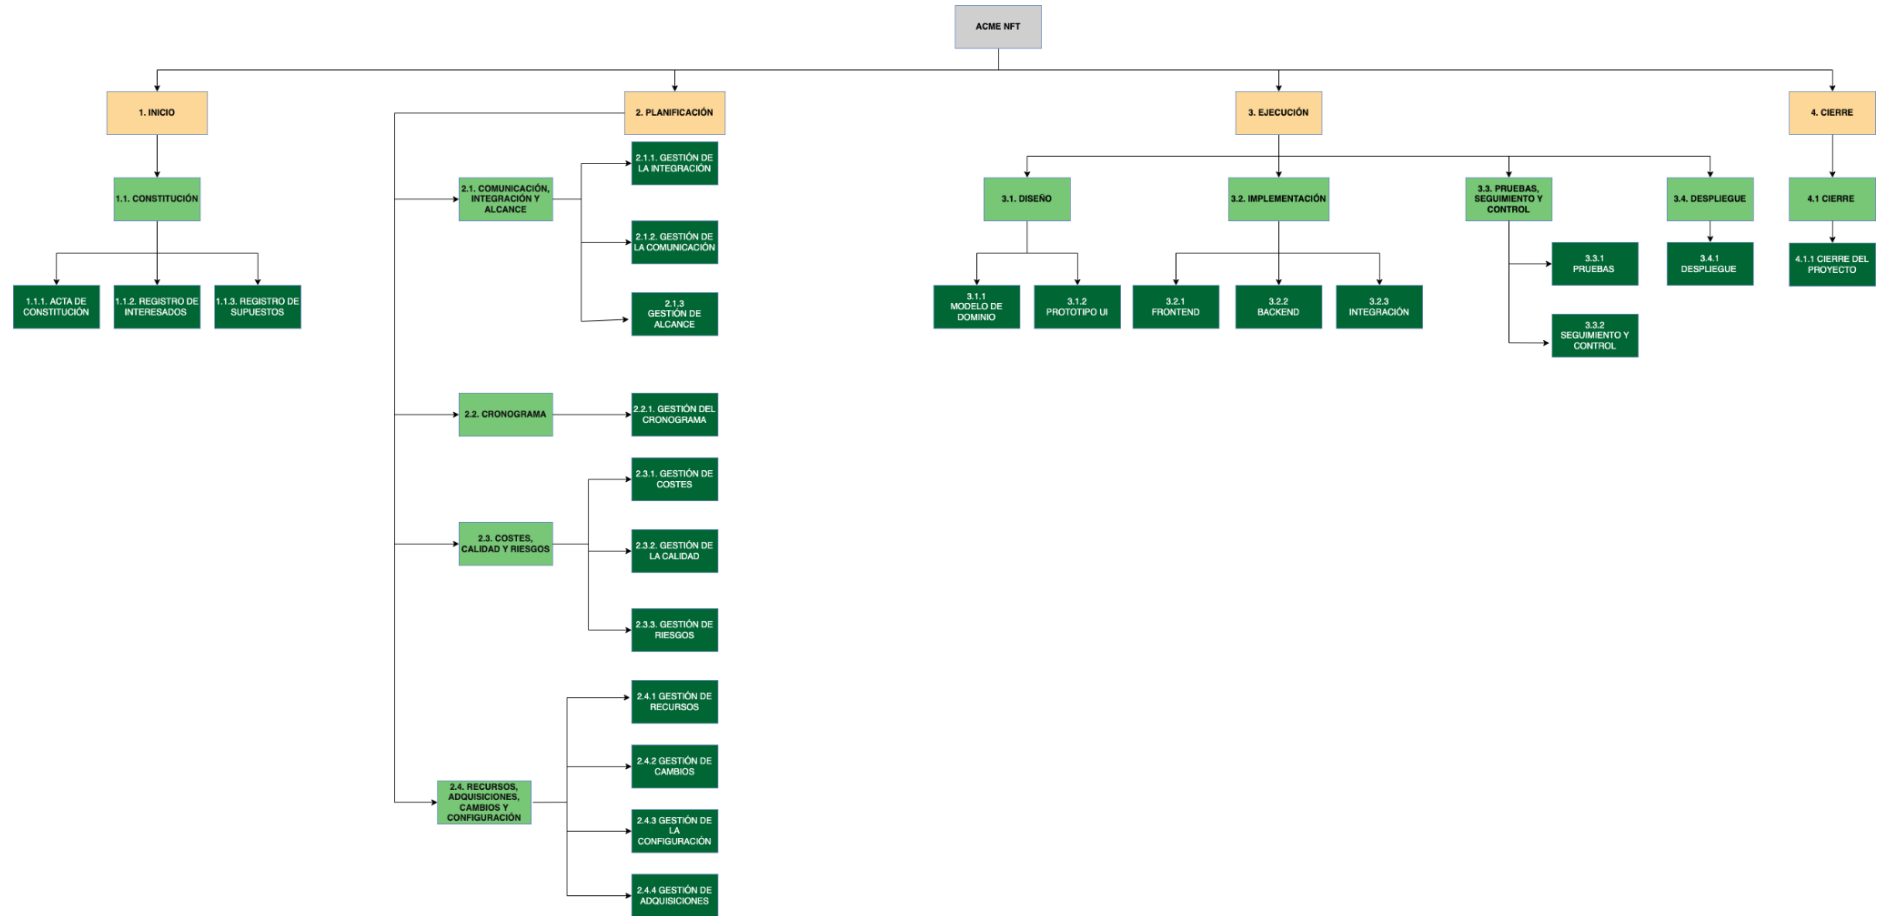 ACME NFT
1. INICIO
2. PLANIFICACIÓN
3. EJECUCIÓN
4. CIERRE
1.1. CONSTITUCIÓN
1.1.1. ACTA DE
CONSTITUCIÓN
1.1.2. REGISTRO DE
INTERESADOS
1.1.3. REGISTRO DE
SUPUESTOS
2.1. COMUNICACIÓN,
INTEGRACIÓN Y
ALCANCE
2.1.1. GESTIÓN DE
LA INTEGRACIÓN
2.1.2. GESTIÓN DE
LA COMUNICACIÓN
2.1.3
GESTIÓN DE
ALCANCE
2.2. CRONOGRAMA
2.2.1. GESTIÓN DEL
CRONOGRAMA
2.3. COSTES,
CALIDAD Y RIESGOS
2.3.1. GESTIÓN DE
COSTES
2.3.2. GESTIÓN DE
LA CALIDAD
2.3.3. GESTIÓN DE
RIESGOS
2.4. RECURSOS,
ADQUISICIONES,
CAMBIOS Y
CONFIGURACIÓN
2.4.1 GESTIÓN DE
RECURSOS
2.4.2 GESTIÓN DE
CAMBIOS
2.4.3 GESTIÓN DE
LA
CONFIGURACIÓN
2.4.4 GESTIÓN DE
ADQUISICIONES
3.1. DISEÑO
3.1.1
MODELO DE
DOMINIO
3.1.2
PROTOTIPO UI
3.2. IMPLEMENTACIÓN
3.2.1
FRONTEND
3.2.2
BACKEND
3.2.3
INTEGRACIÓN
3.3. PRUEBAS,
SEGUIMIENTO Y
CONTROL
3.3.1
PRUEBAS
3.3.2
SEGUIMIENTO Y
CONTROL
3.4. DESPLIEGUE
3.4.1
DESPLIEGUE
4.1 CIERRE
4.1.1 CIERRE DEL
PROYECTO